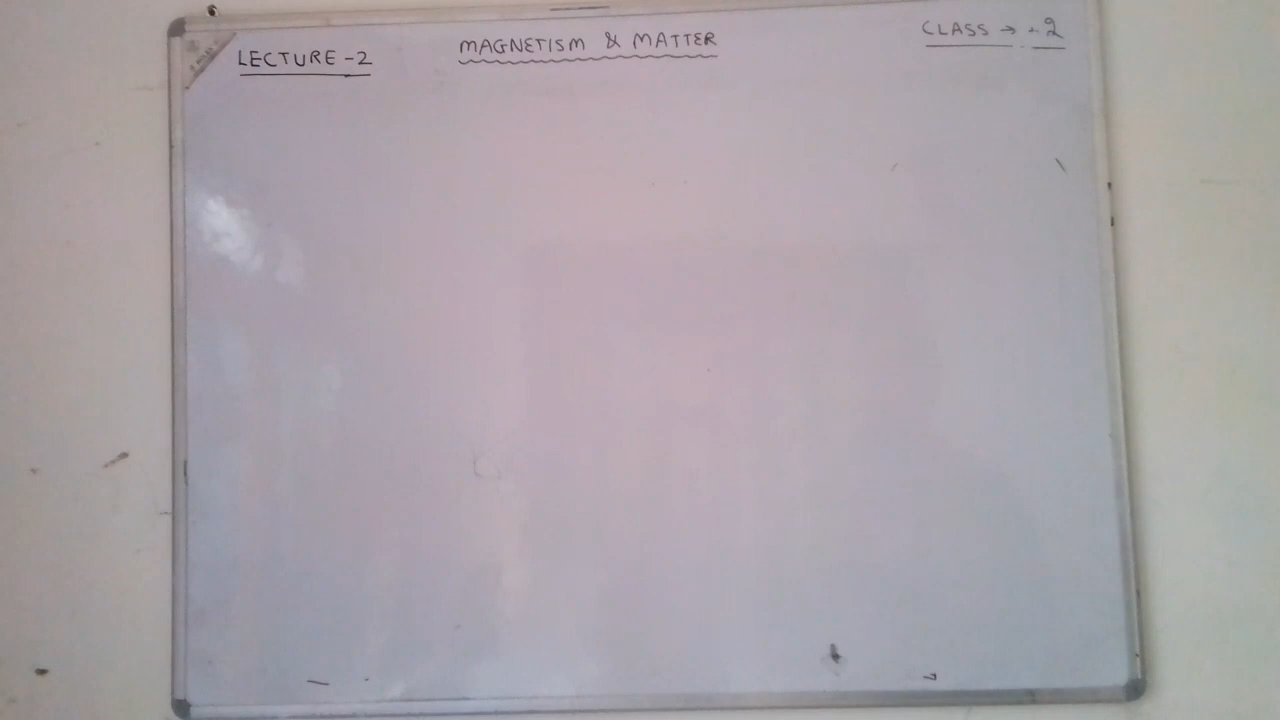 LECTURE - 2
MAGNETISM & MATTER
CLASS → 2